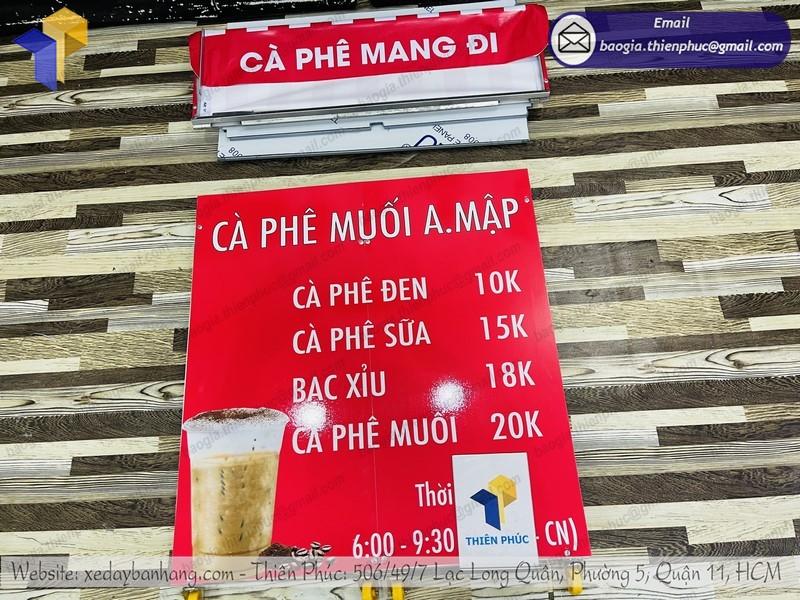 Email
baogia.thienphuc@gmail.com
CÀ PHÊ MANG ĐI
CÀ PHÊ MUỐI A.MẬP
CÀ PHÊ ĐEN 10K
CÀ PHÊ SỮA 15K
BẠC XỈU 18K
CÀ PHÊ MUỐI 20K
Thời
6:00 - 9:30 - CN)
THIÊN PHÚC
Website: xedaybanhang.com - Thiên Phúc: 506/49/7 Lạc Long Quân, Phường 5, Quận 11, HCM